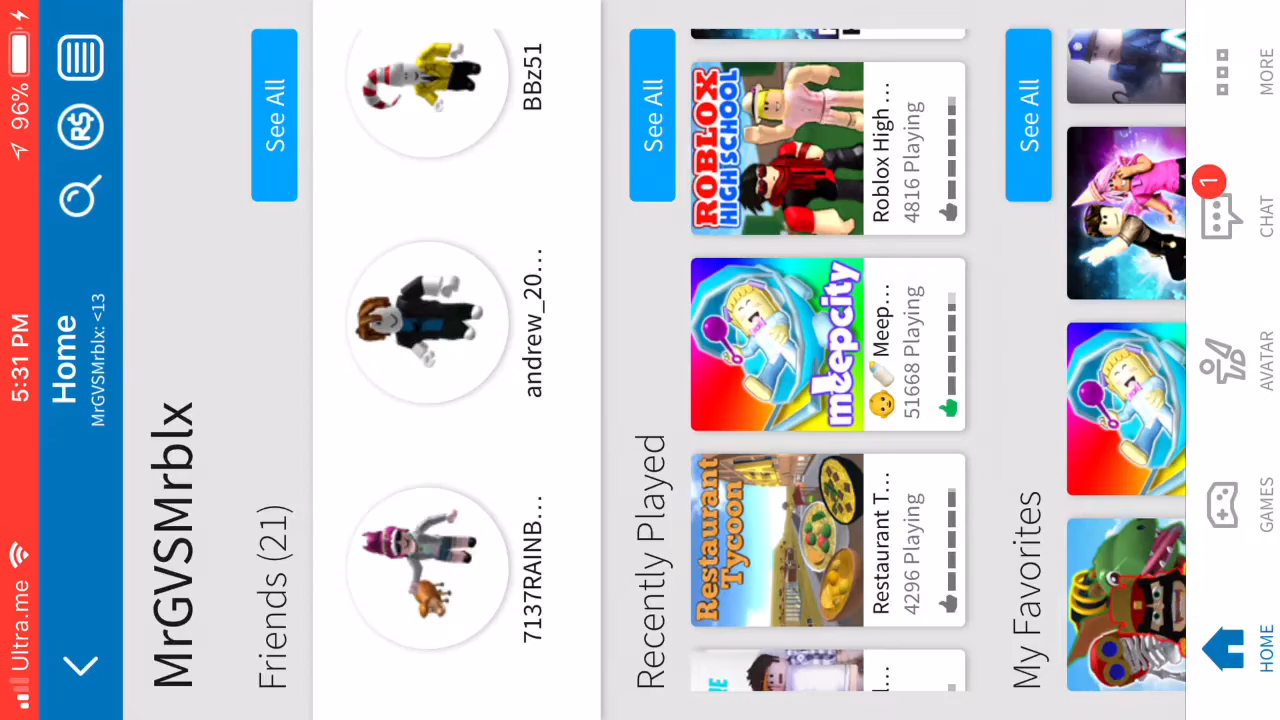 Ultra.me 5:31 PM 96%
Home
MrGVSMrblx: <13
R$
MrGVSMrblx
Friends (21)
See All
7137RAINB...
andrew_20...
BBz51
Recently Played
See All
Restaurant Tycoon
Restaurant T...
4296 Playing
meepcity
Meep...
51668 Playing
ROBLOX HIGH SCHOOL
Roblox High ...
4816 Playing
My Favorites
See All
HOME
GAMES
AVATAR
CHAT
1
MORE